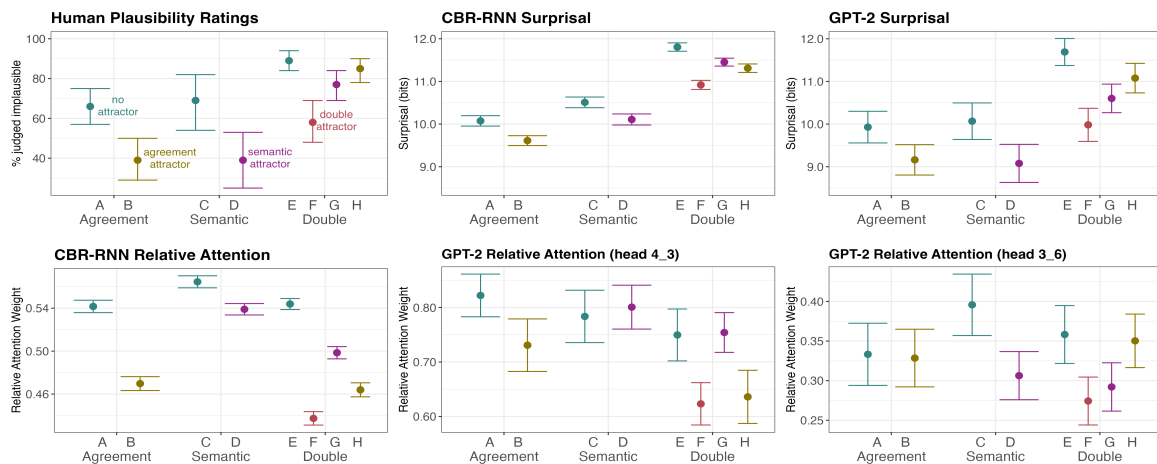 Human Plausibility Ratings
% judged implausible
100
80
60
40
no
attractor
agreement
attractor
semantic
attractor
double
attractor
A B C D E F G H
Agreement Semantic Double
CBR-RNN Surprisal
Surprisal (bits)
12.0
11.0
10.0
9.0
A B C D E F G H
Agreement Semantic Double
GPT-2 Surprisal
Surprisal (bits)
12.0
11.0
10.0
9.0
A B C D E F G H
Agreement Semantic Double
CBR-RNN Relative Attention
Relative Attention Weight
0.54
0.50
0.46
A B C D E F G H
Agreement Semantic Double
GPT-2 Relative Attention (head 4_3)
Relative Attention Weight
0.80
0.70
0.60
A B C D E F G H
Agreement Semantic Double
GPT-2 Relative Attention (head 3_6)
Relative Attention Weight
0.40
0.35
0.30
0.25
A B C D E F G H
Agreement Semantic Double